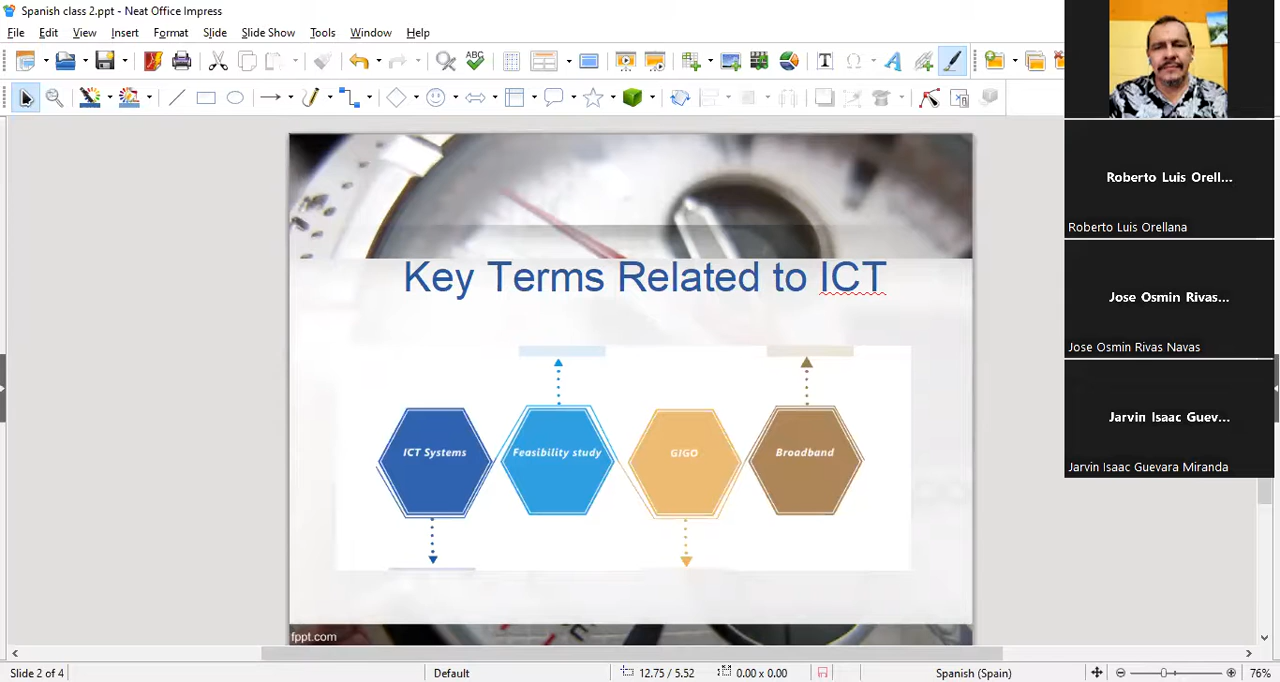 Spanish class 2.ppt - Neat Office Impress
File Edit View Insert Format Slide Slide Show Tools Window Help
ABC
T
Ω
A
Roberto Luis Orell...
Roberto Luis Orellana
Key Terms Related to ICT
Jose Osmin Rivas...
Jose Osmin Rivas Navas
ICT Systems
Feasibility study
GIGO
Broadband
Jarvin Isaac Guev...
Jarvin Isaac Guevara Miranda
fppt.com
Slide 2 of 4
Default
12.75 / 5.52
0.00 x 0.00
Spanish (Spain)
76%